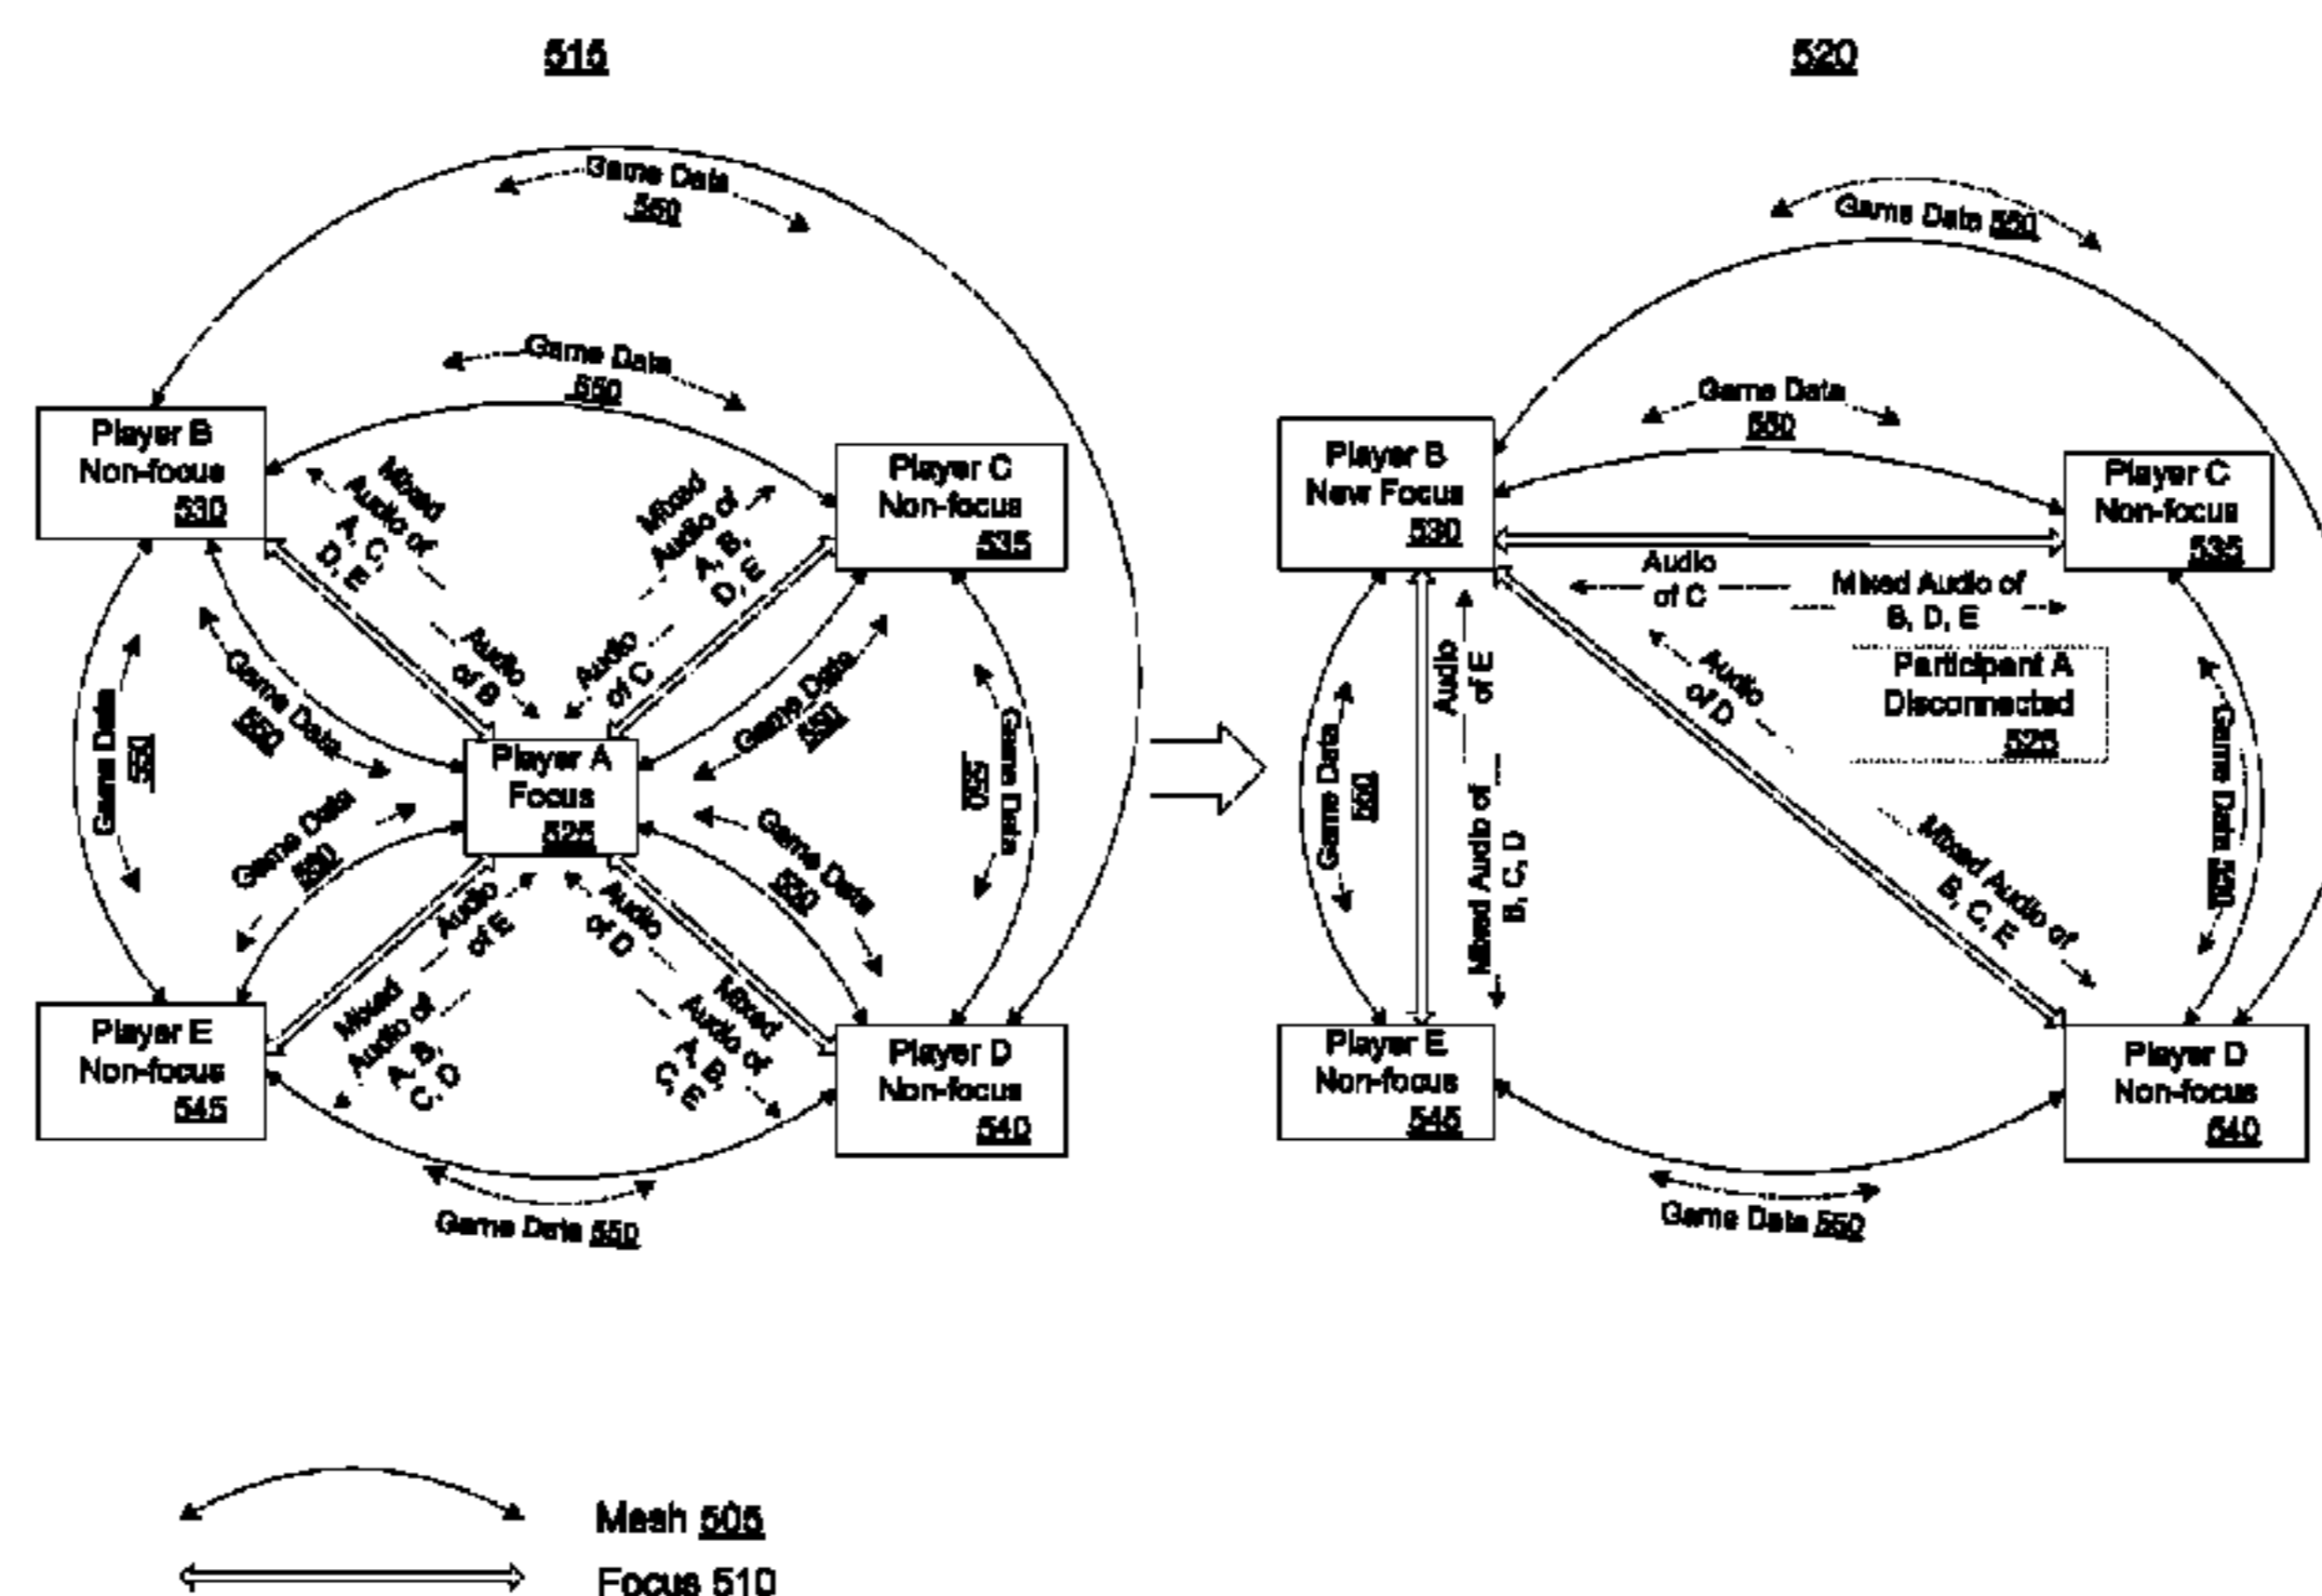 515
Game Data
550
Game Data
550
Player B
Non-focus
530
Player C
Non-focus
535
Mixed
Audio of
A, C,
D, E
Mixed
Audio of
A, B,
D, E
Audio
of B
Audio
of C
Game Data
550
Game Data
550
Game Data
550
Game Data
550
Player A
Focus
525
Game Data
550
Game Data
550
Audio
of E
Audio
of D
Mixed
Audio of
A, B,
C, D
Mixed
Audio of
A, B,
C, E
Player E
Non-focus
545
Player D
Non-focus
540
Game Data 550
520
Game Data 550
Game Data
550
Player B
New Focus
530
Player C
Non-focus
535
Audio
of C
Mixed Audio of
B, D, E
Audio
of E
Audio
of D
Participant A
Disconnected
525
Game Data
550
Game Data 550
Mixed Audio of
B, C, D
Mixed Audio of
B, C, E
Player E
Non-focus
545
Player D
Non-focus
540
Game Data 550
Mesh 505
Focus 510